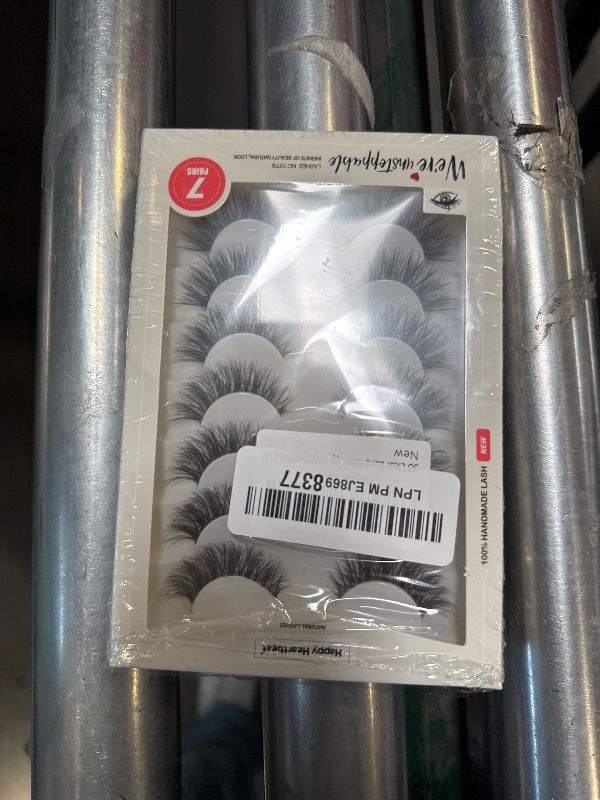 We're unstoppable
LASHES NO:1079
INFINITE OF BEAUTY NATURAL LOOK
7
PAIRS
NEW
100% HANDMADE LASH
New
LPN PM EJ869 8377
NATURAL LASHES
Happy Heartbeat